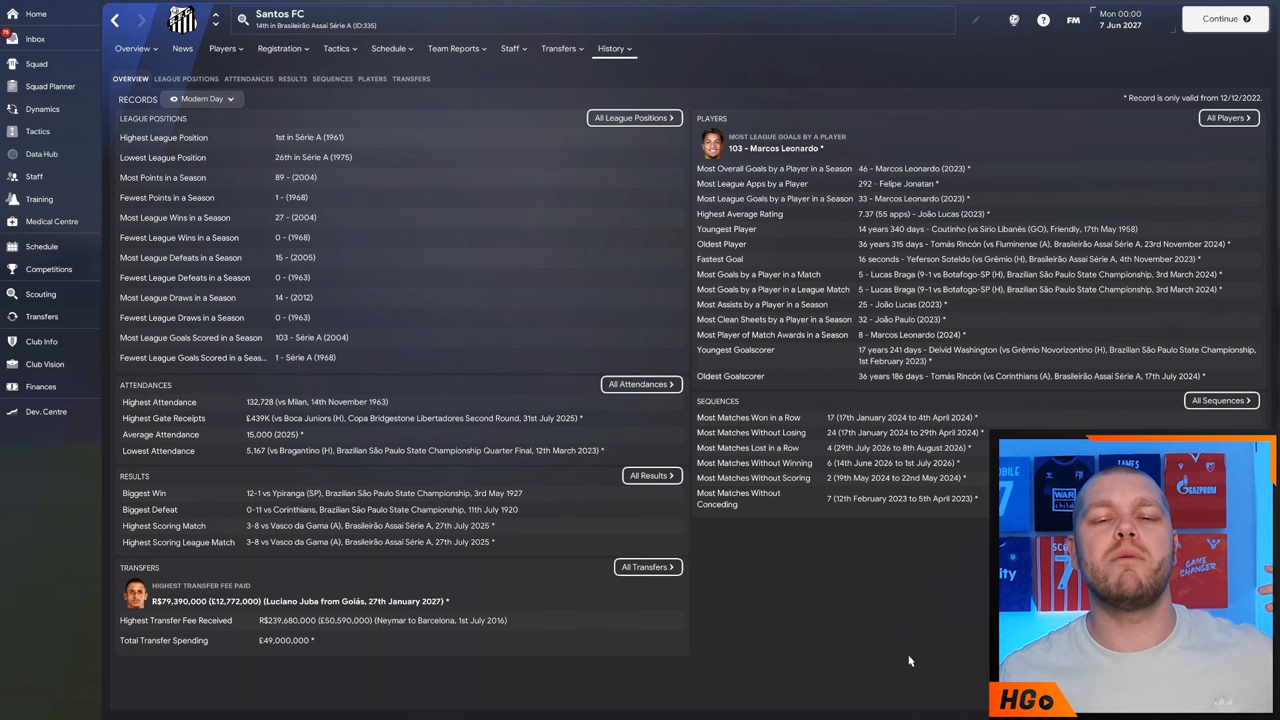 Home
Santos FC
14th in Brasileirão Assaí Série A (ID:335)
FM
Mon 00:00
7 Jun 2027
Continue
Inbox
Overview
News
Players
Registration
Tactics
Schedule
Team Reports
Staff
Transfers
History
Squad
Squad Planner
Dynamics
Tactics
Data Hub
Staff
Training
Medical Centre
Schedule
Competitions
Scouting
Transfers
Club Info
Club Vision
Finances
Dev. Centre
OVERVIEW LEAGUE POSITIONS ATTENDANCES RESULTS SEQUENCES PLAYERS TRANSFERS
RECORDS Modern Day
* Record is only valid from 12/12/2022.
LEAGUE POSITIONS
All League Positions >
Highest League Position 1st in Série A (1961)
Lowest League Position 26th in Série A (1975)
Most Points in a Season 89 - (2004)
Fewest Points in a Season 1 - (1968)
Most League Wins in a Season 27 - (2004)
Fewest League Wins in a Season 0 - (1968)
Most League Defeats in a Season 15 - (2005)
Fewest League Defeats in a Season 0 - (1963)
Most League Draws in a Season 14 - (2012)
Fewest League Draws in a Season 0 - (1963)
Most League Goals Scored in a Season 103 - Série A (2004)
Fewest League Goals Scored in a Seas... 1 - Série A (1968)
ATTENDANCES
All Attendances >
Highest Attendance 132,728 (vs Milan, 14th November 1963)
Highest Gate Receipts £439K (vs Boca Juniors (H), Copa Bridgestone Libertadores Second Round, 31st July 2025) *
Average Attendance 15,000 (2025) *
Lowest Attendance 5,167 (vs Bragantino (H), Brazilian São Paulo State Championship Quarter Final, 12th March 2023) *
RESULTS
All Results >
Biggest Win 12-1 vs Ypiranga (SP), Brazilian São Paulo State Championship, 3rd May 1927
Biggest Defeat 0-11 vs Corinthians, Brazilian São Paulo State Championship, 11th July 1920
Highest Scoring Match 3-8 vs Vasco da Gama (A), Brasileirão Assaí Série A, 27th July 2025 *
Highest Scoring League Match 3-8 vs Vasco da Gama (A), Brasileirão Assaí Série A, 27th July 2025 *
TRANSFERS
All Transfers >
HIGHEST TRANSFER FEE PAID
R$79,390,000 (£12,772,000) (Luciano Juba from Goiás, 27th January 2027) *
Highest Transfer Fee Received R$239,680,000 (£50,590,000) (Neymar to Barcelona, 1st July 2016)
Total Transfer Spending £49,000,000 *
PLAYERS
All Players >
MOST LEAGUE GOALS BY A PLAYER
103 - Marcos Leonardo *
Most Overall Goals by a Player in a Season 46 - Marcos Leonardo (2023) *
Most League Apps by a Player 292 - Felipe Jonatan *
Most League Goals by a Player in a Season 33 - Marcos Leonardo (2023) *
Highest Average Rating 7.37 (55 apps) - João Lucas (2023) *
Youngest Player 14 years 340 days - Coutinho (vs Sírio Libanês (GO), Friendly, 17th May 1958)
Oldest Player 36 years 315 days - Tomás Rincón (vs Fluminense (A), Brasileirão Assaí Série A, 23rd November 2024) *
Fastest Goal 16 seconds - Yeferson Soteldo (vs Grêmio (H), Brasileirão Assaí Série A, 4th November 2023) *
Most Goals by a Player in a Match 5 - Lucas Braga (9-1 vs Botafogo-SP (H), Brazilian São Paulo State Championship, 3rd March 2024) *
Most Goals by a Player in a League Match 5 - Lucas Braga (9-1 vs Botafogo-SP (H), Brazilian São Paulo State Championship, 3rd March 2024) *
Most Assists by a Player in a Season 25 - João Lucas (2023) *
Most Clean Sheets by a Player in a Season 32 - João Paulo (2023) *
Most Player of Match Awards in a Season 8 - Marcos Leonardo (2024) *
Youngest Goalscorer 17 years 241 days - Deivid Washington (vs Grêmio Novorizontino (H), Brazilian São Paulo State Championship,
1st February 2023) *
Oldest Goalscorer 36 years 186 days - Tomás Rincón (vs Corinthians (A), Brasileirão Assaí Série A, 17th July 2024) *
SEQUENCES
All Sequences >
Most Matches Won in a Row 17 (17th January 2024 to 4th April 2024) *
Most Matches Without Losing 24 (17th January 2024 to 29th April 2024) *
Most Matches Lost in a Row 4 (29th July 2026 to 8th August 2026) *
Most Matches Without Winning 6 (14th June 2026 to 1st July 2026) *
Most Matches Without Scoring 2 (19th May 2024 to 22nd May 2024) *
Most Matches Without
Conceding 7 (12th February 2023 to 5th April 2023) *
WAR
GAZPROM
GAME
CHANGER
HGo